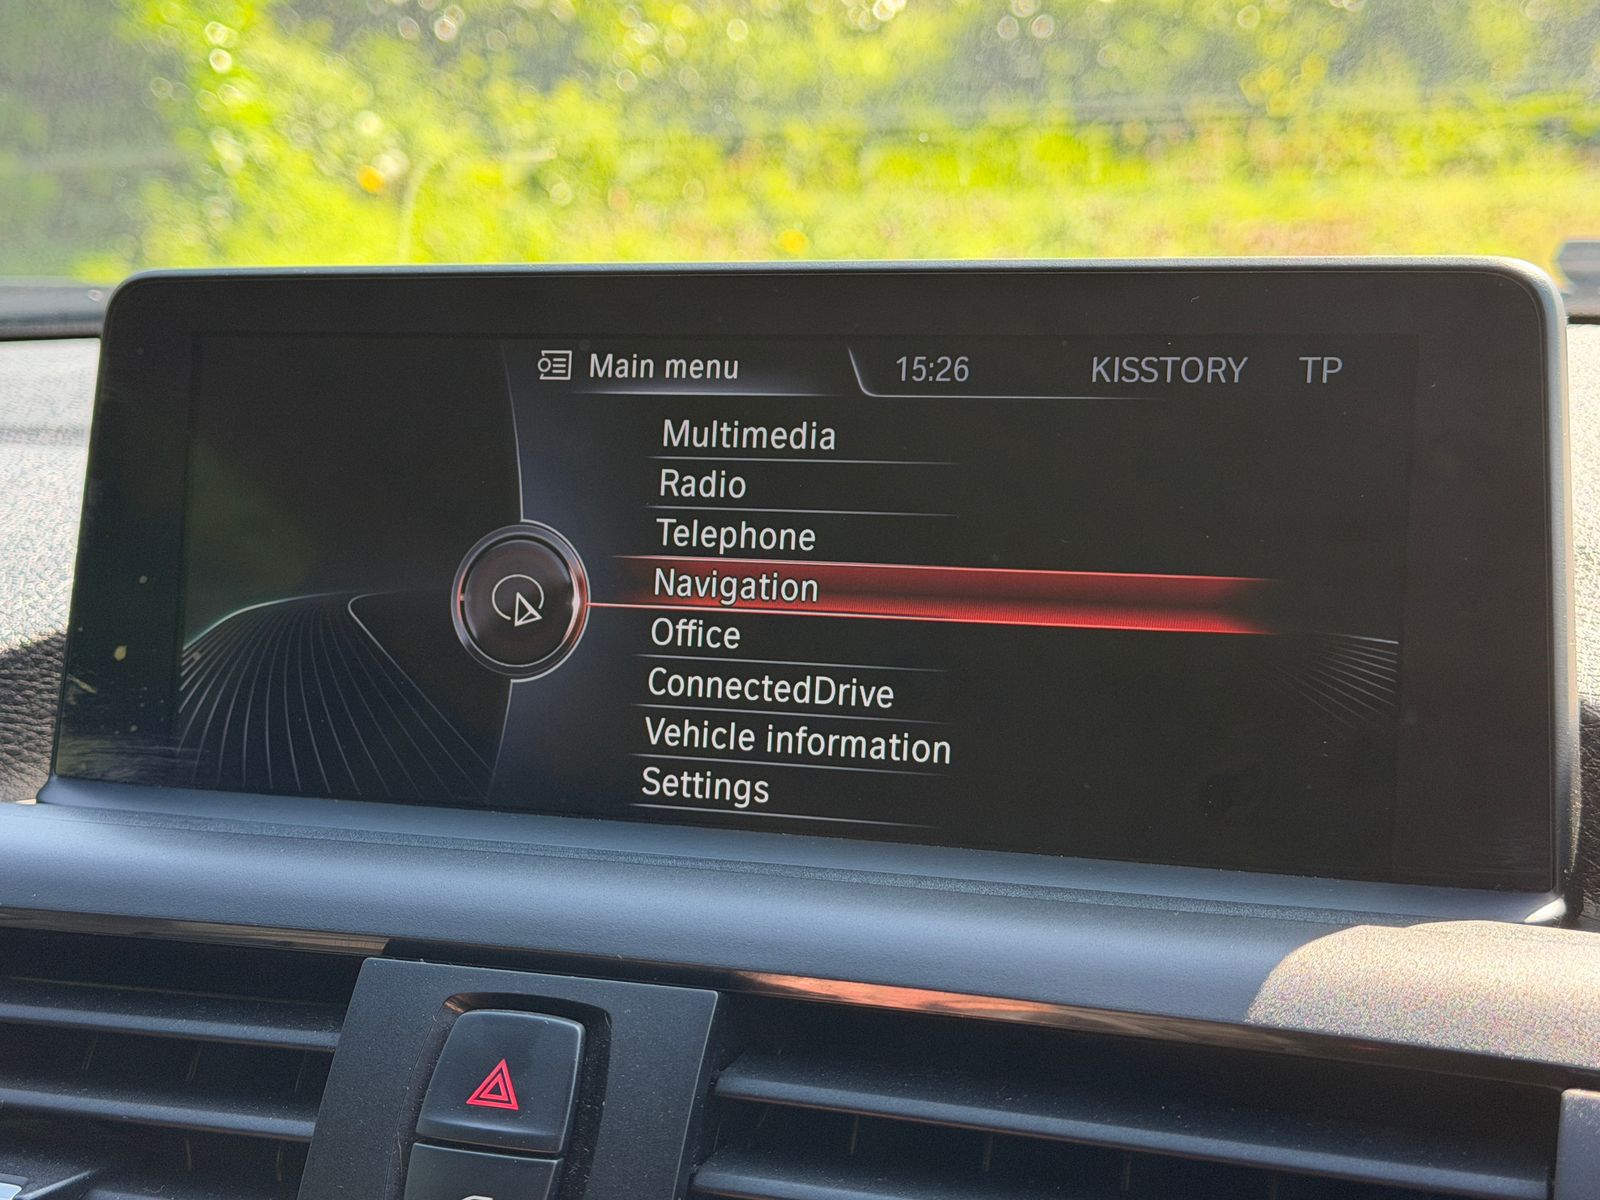 Main menu 15:26 KISSTORY TP
Multimedia
Radio
Telephone
Navigation
Office
ConnectedDrive
Vehicle information
Settings